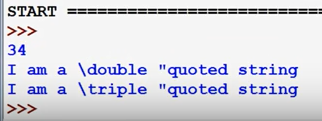 START ==========================
>>>
34
I am a \double "quoted string
I am a \triple "quoted string
>>>